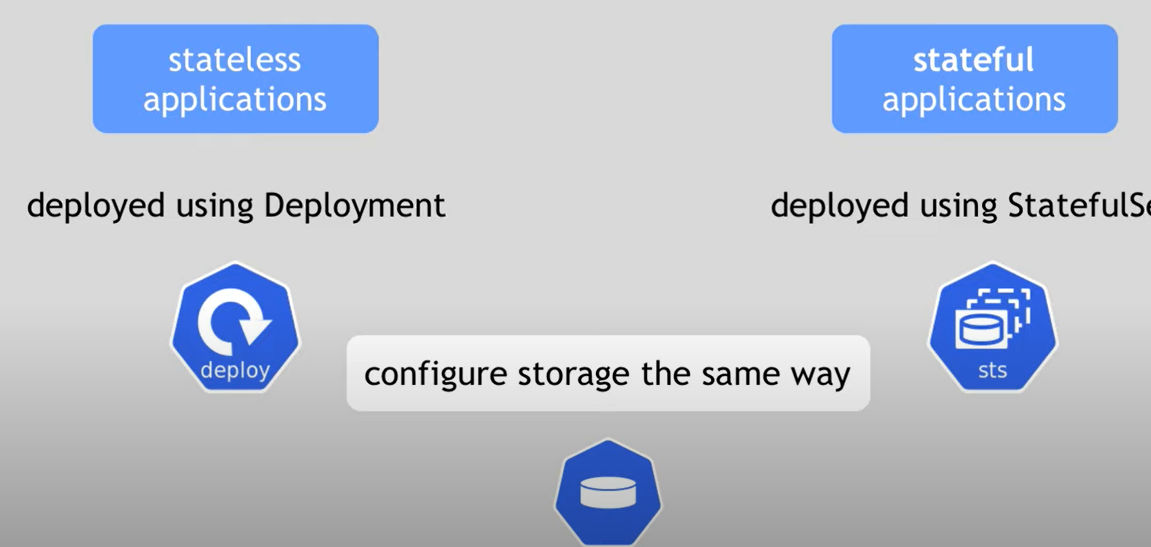 stateless
applications
stateful
applications
deployed using Deployment
deployed using StatefulSe
deploy
sts
configure storage the same way